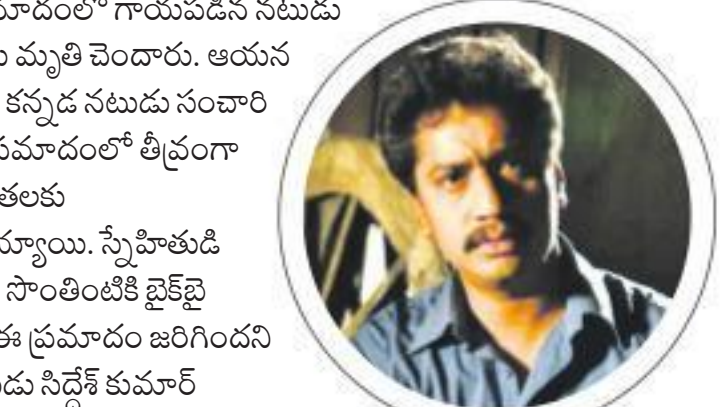 మాదంలో గాయపడిన నటుడు
మృతి చెందారు. ఆయన
కన్నడ నటుడు సంచారి
ప్రమాదంలో తీవ్రంగా
తలకు
య్యాయి. స్నేహితుడి
సొంతింటికి బైక్‌బై
ఈ ప్రమాదం జరిగిందని
డు సిద్ధేశ్ కుమార్